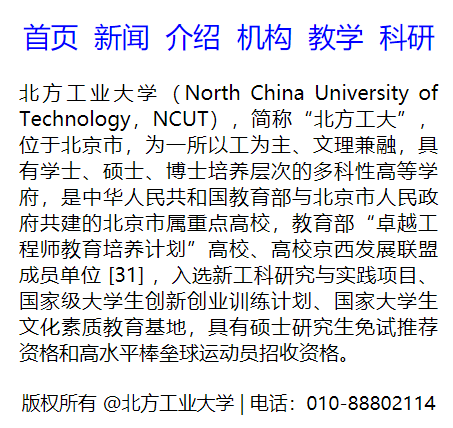 首页 新闻 介绍 机构 教学 科研
北方工业大学（North China University of
Technology，NCUT），简称“北方工大”，
位于北京市，为一所以工为主、文理兼融，具
有学士、硕士、博士培养层次的多科性高等学
府，是中华人民共和国教育部与北京市人民政
府共建的北京市属重点高校，教育部“卓越工
程师教育培养计划”高校、高校京西发展联盟
成员单位 [31] ，入选新工科研究与实践项目、
国家级大学生创新创业训练计划、国家大学生
文化素质教育基地，具有硕士研究生免试推荐
资格和高水平棒垒球运动员招收资格。
版权所有 @北方工业大学 | 电话：010-88802114